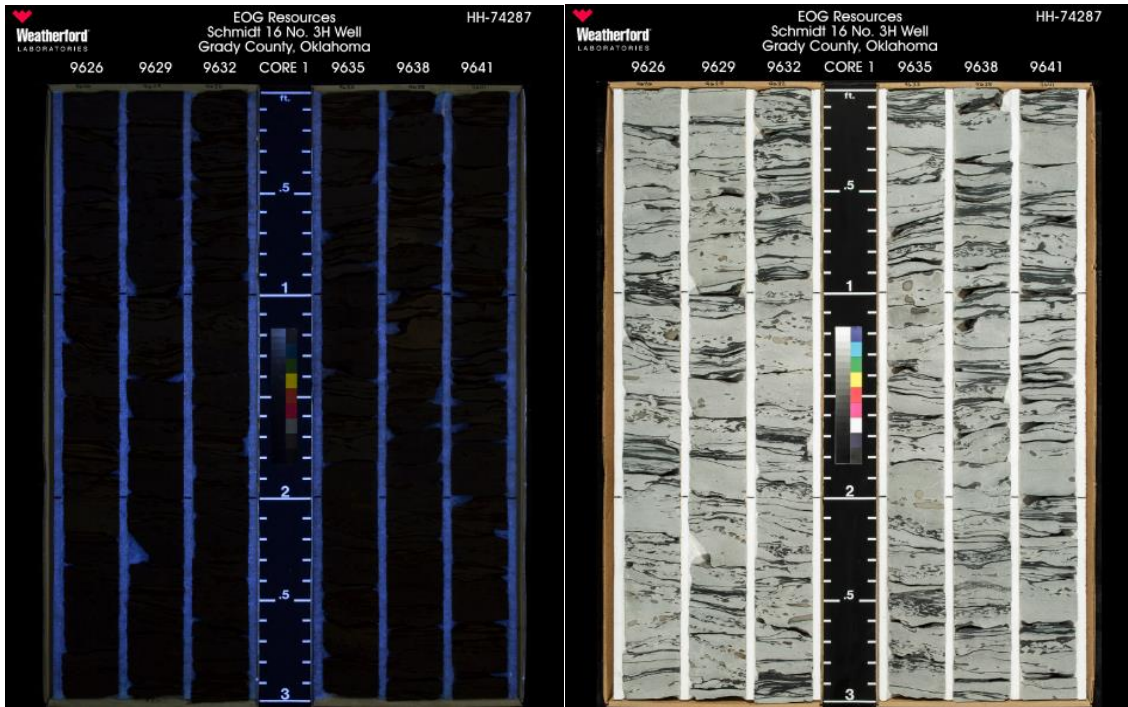 Weatherford
LABORATORIES
EOG Resources
Schmidt 16 No. 3H Well
Grady County, Oklahoma
HH-74287
9626 9629 9632 CORE 1 9635 9638 9641
ft.
.5
1
2
.5
3
Weatherford
LABORATORIES
EOG Resources
Schmidt 16 No. 3H Well
Grady County, Oklahoma
HH-74287
9626 9629 9632 CORE 1 9635 9638 9641
ft.
.5
1
2
.5
3